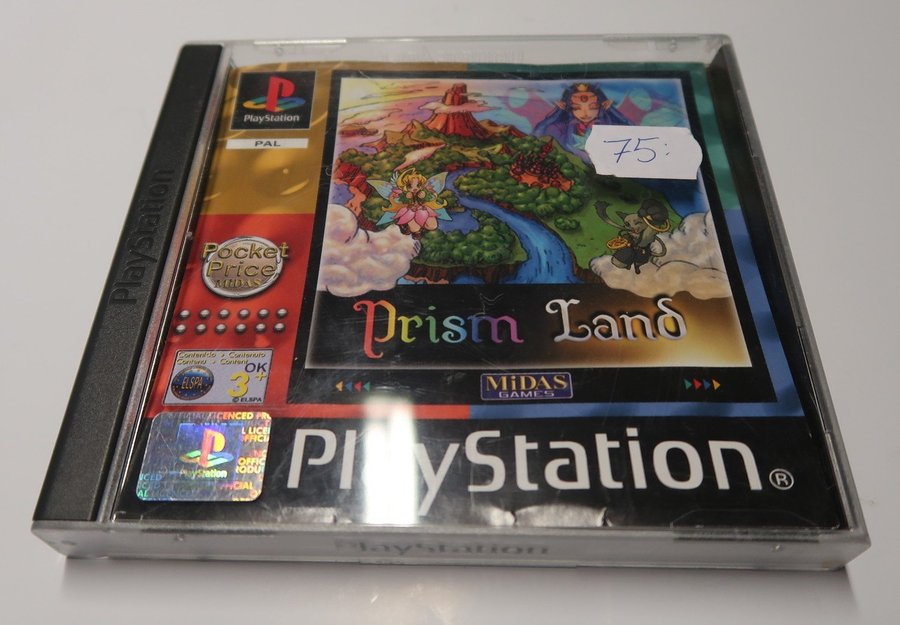 PlayStation
PlayStation
PAL
75:
Pocket
Price
MiDAS
Prism Land
Contenido • Contenuto
Contenu • Content
ELSPA
OK
3+
© ELSPA
MiDAS
GAMES
PlayStation
PlayStation®
PlayStation